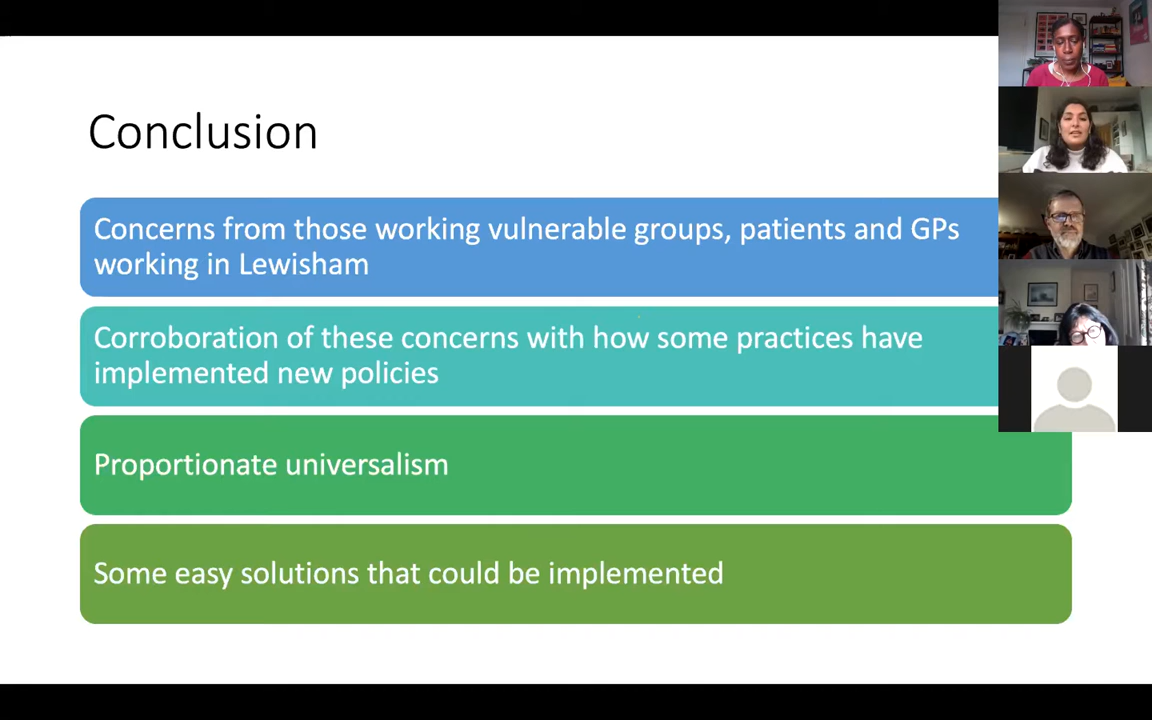 Conclusion
Concerns from those working vulnerable groups, patients and GPs
working in Lewisham
Corroboration of these concerns with how some practices have
implemented new policies
Proportionate universalism
Some easy solutions that could be implemented